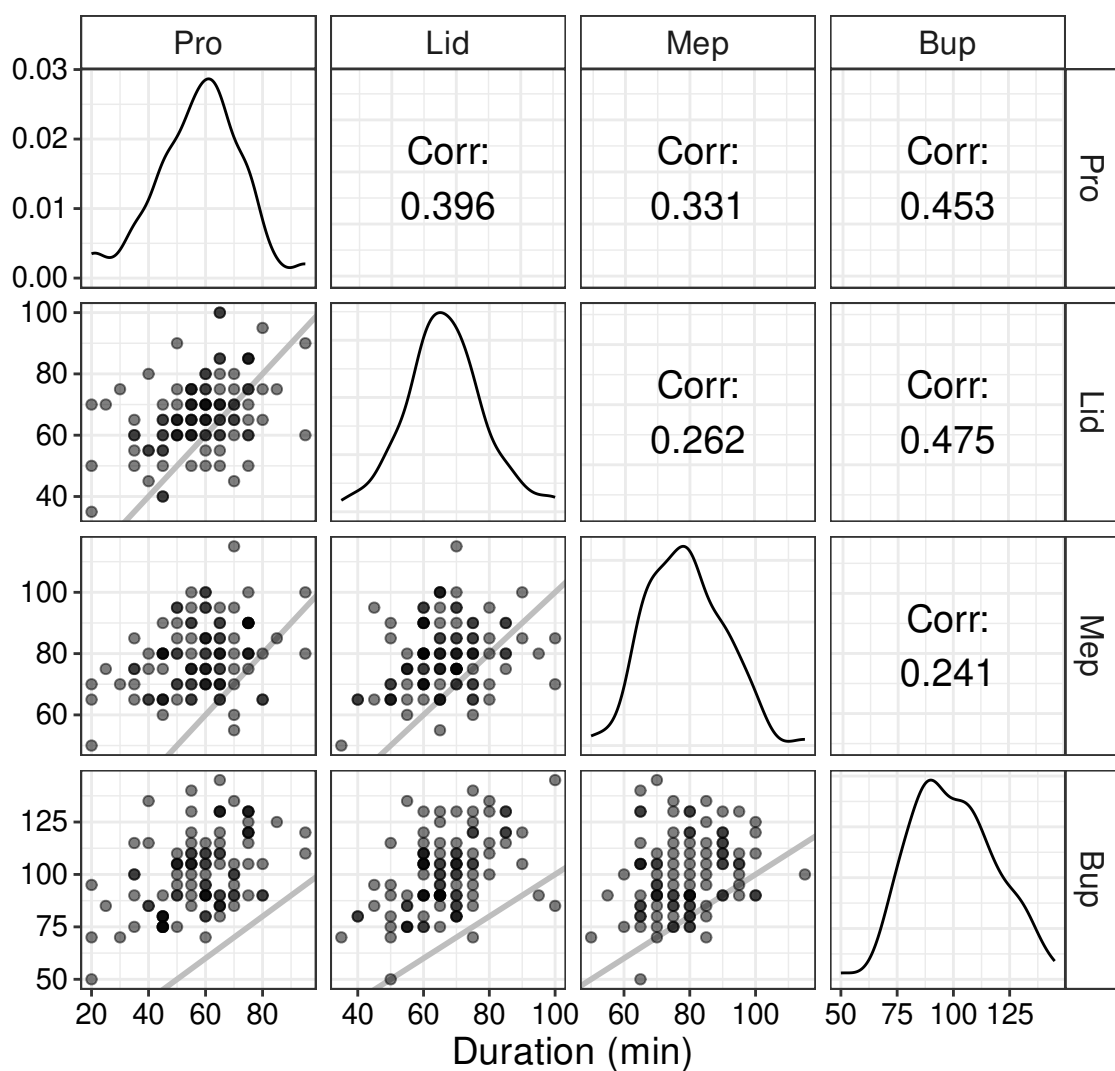 Pro Lid Mep Bup
0.03
0.02
0.01
0.00
Corr: Corr: Corr:
0.396 0.331 0.453
Pro
100
80
60
40
Corr: Corr:
0.262 0.475
Lid
100
80
60
Corr:
0.241
Mep
125
100
75
50
Bup
20 40 60 80 40 60 80 100 60 80 100 50 75 100 125
Duration (min)